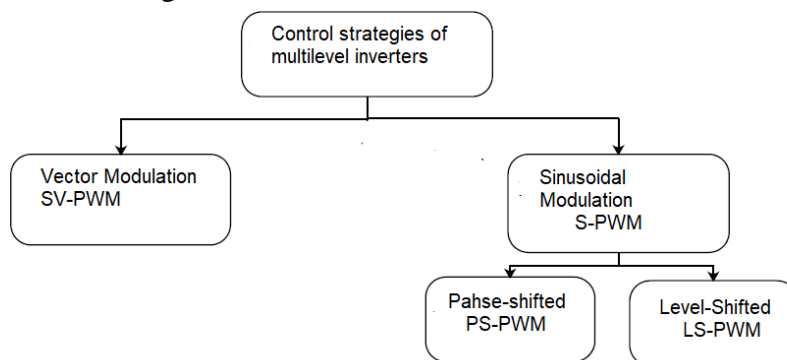 Control strategies of
multilevel inverters
Vector Modulation
SV-PWM
Sinusoidal
Modulation
S-PWM
Pahse-shifted
PS-PWM
Level-Shifted
LS-PWM